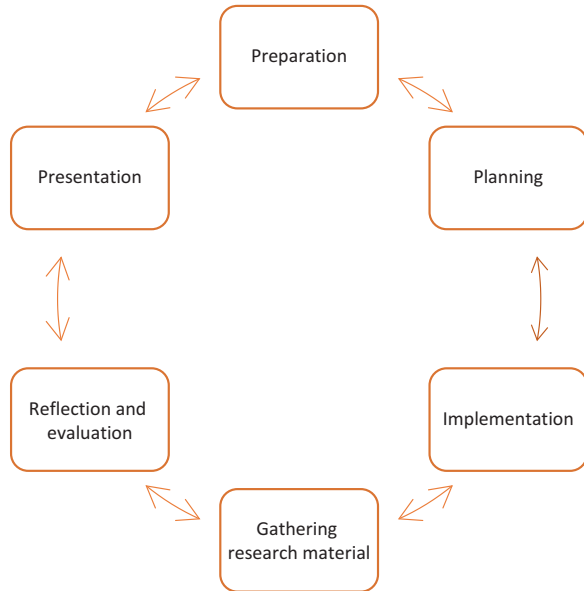 Preparation
Planning
Implementation
Gathering
research material
Reflection and
evaluation
Presentation